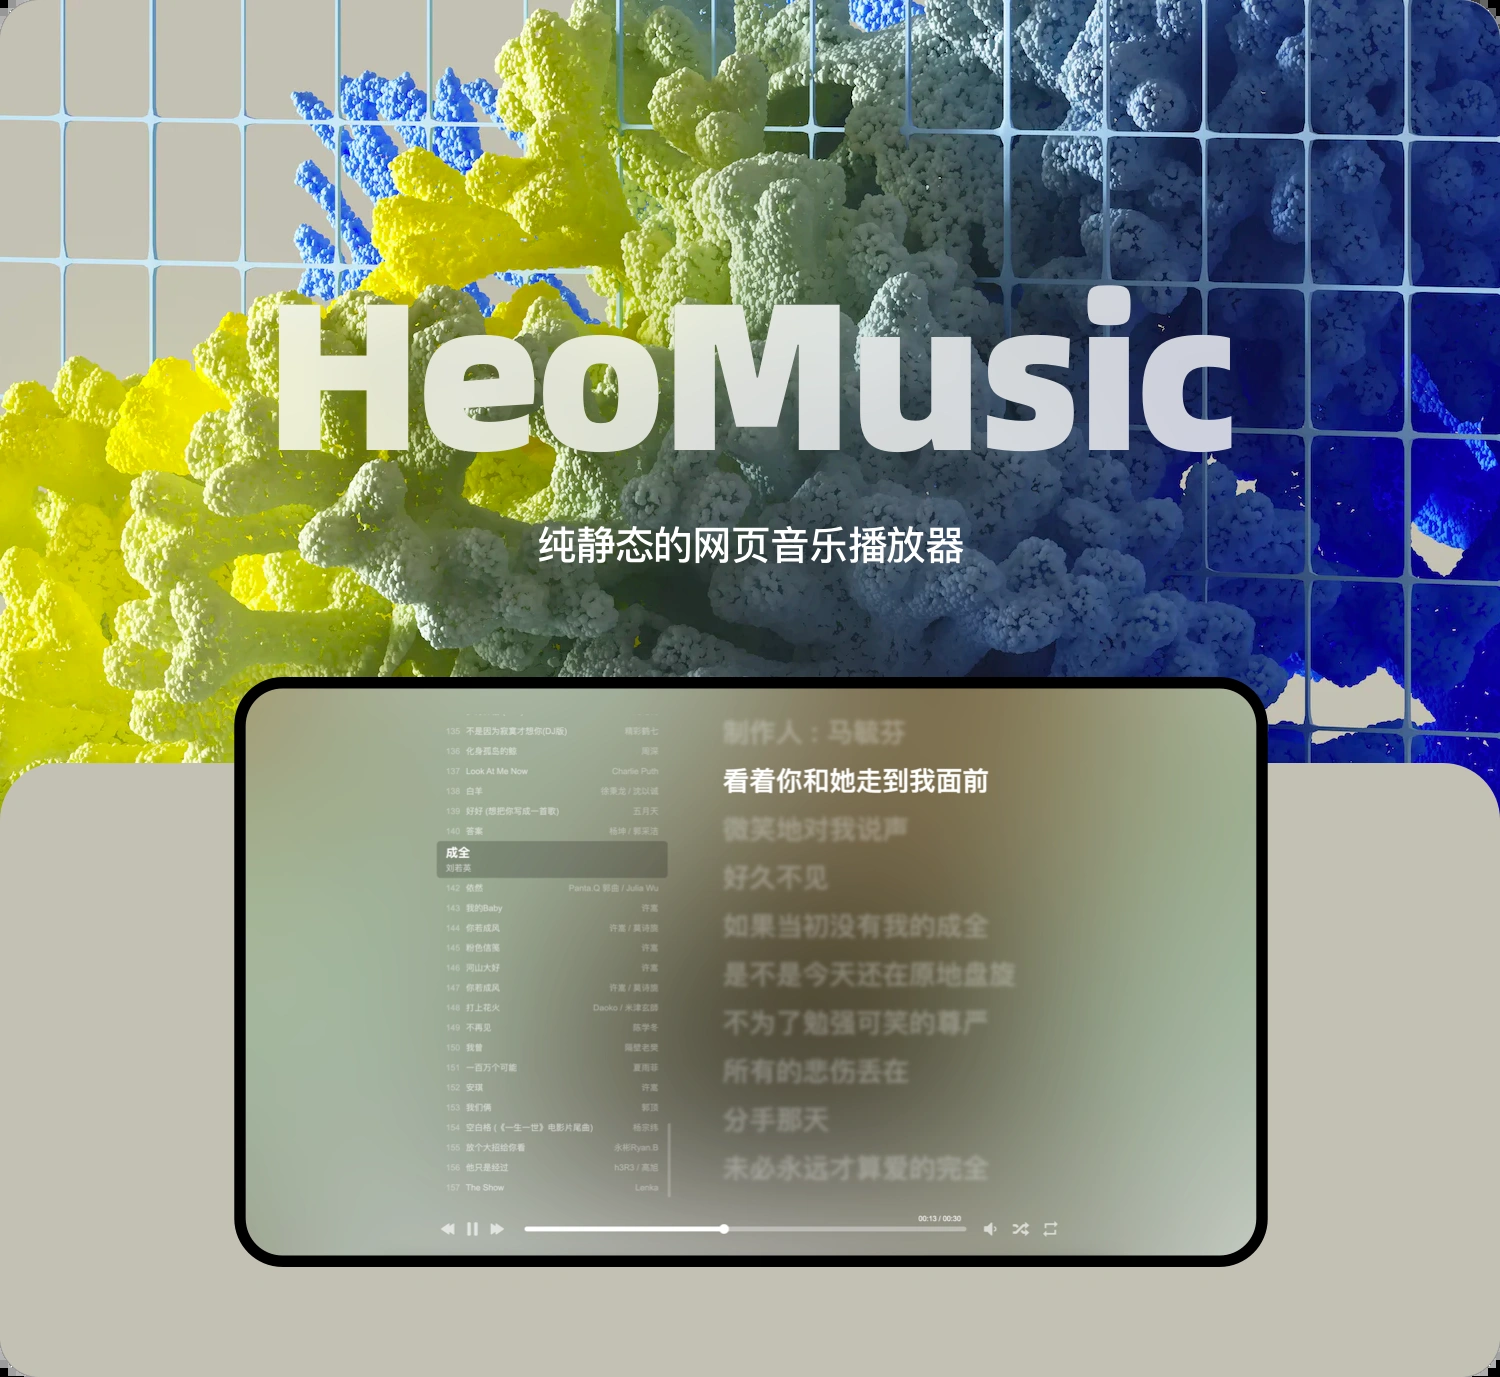 HeoMusic
纯静态的网页音乐播放器
135 不是因为寂寞才想你(DJ版)
136 化身孤岛的鲸 周深
137 Look At Me Now Charlie Puth
138 白羊 徐秉龙 / 沈以诚
139 好好 (想把你写成一首歌) 五月天
140 答案 杨坤 / 郭采洁
成全
刘若英
142 依然 Pants.Q 郭曲 / Julia Wu
143 我的Baby 许嵩
144 你若成风 许嵩 / 莫诗旎
145 粉色信笺 许嵩
146 河山大好 许嵩
147 你若成风 许嵩 / 莫诗旎
148 打上花火 Daoko / 米津玄師
149 不再见 陈学冬
150 我曾 隔壁老樊
151 一百万个可能
152 安琪 许嵩
153 我们俩 郭顶
154 空白格 (《一生一世》电影片尾曲) 杨宗纬
155 放个大招给你看 永彬Ryan.B
156 他只是经过 h3R3 / 高旭
157 The Show Lenka
制作人：马毓芬
看着你和她走到我面前
微笑地对我说声
好久不见
如果当初没有我的成全
是不是今天还在原地盘旋
不为了勉强可笑的尊严
所有的悲伤丢在
分手那天
未必永远才算爱的完全
00:13 / 00:30